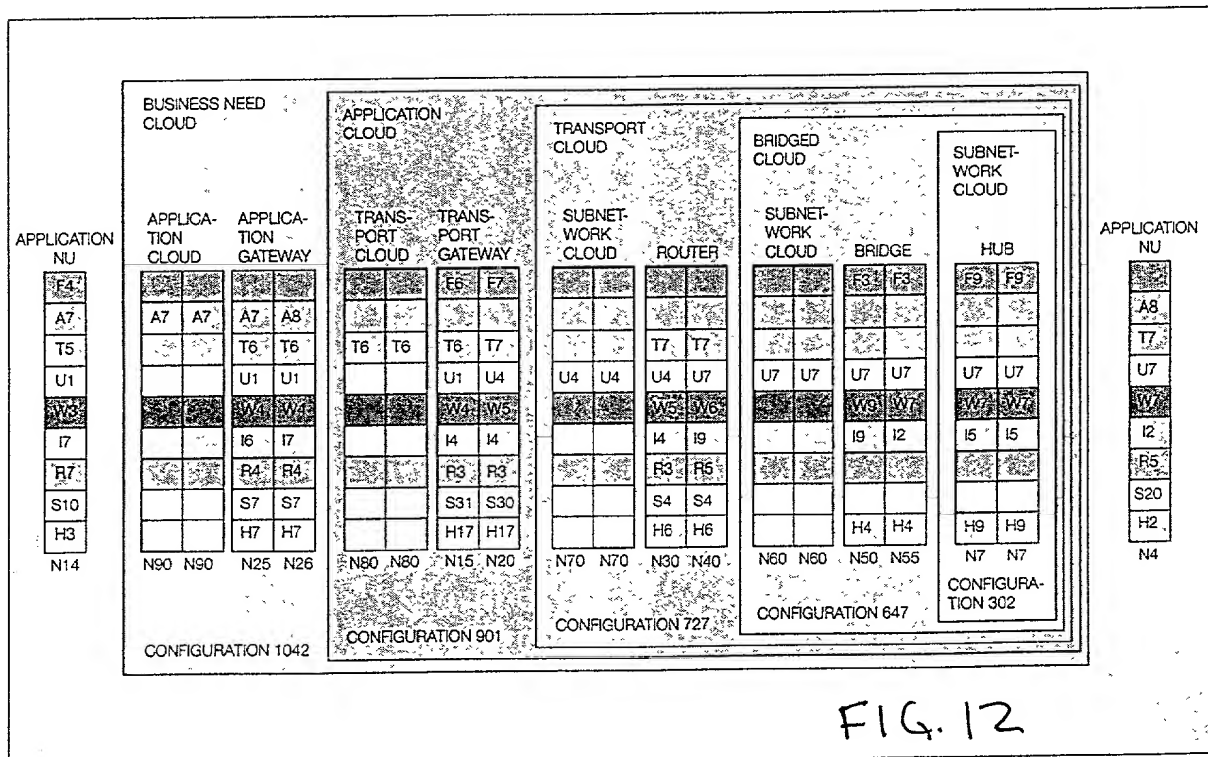 BUSINESS NEED
CLOUD
APPLICATION
CLOUD
TRANSPORT
CLOUD
BRIDGED
CLOUD
SUBNET-
WORK
CLOUD
APPLICATION
NU
APPLICA-
TION
CLOUD
APPLICA-
TION
GATEWAY
TRANS-
PORT
CLOUD
TRANS-
PORT
GATEWAY
SUBNET-
WORK
CLOUD
ROUTER
SUBNET-
WORK
CLOUD
BRIDGE
HUB
APPLICATION
NU
F4 F6 F7 F3 F3 F9 F9
A7 A7 A7 A7 A8 A8
T5 T6 T6 T6 T6 T6 T7 T7 T7 T7
U1 U1 U1 U1 U4 U4 U4 U4 U7 U7 U7 U7 U7 U7 U7 U7
W3 W4 W4 W4 W5 W5 W6 W7 W7 W7 W7
I7 I6 I7 I4 I4 I4 I9 I9 I2 I5 I5 I2
R7 R4 R4 R3 R3 R3 R5 R5
S10 S7 S7 S31 S30 S4 S4 S20
H3 H7 H7 H17 H17 H6 H6 H4 H4 H9 H9 H2
N14 N90 N90 N25 N26 N80 N80 N15 N20 N70 N70 N30 N40 N60 N60 N50 N55 N7 N7 N4
CONFIGURATION 1042
CONFIGURATION 901
CONFIGURATION 727
CONFIGURATION 647
CONFIGURA-
TION 302
FIG. 12